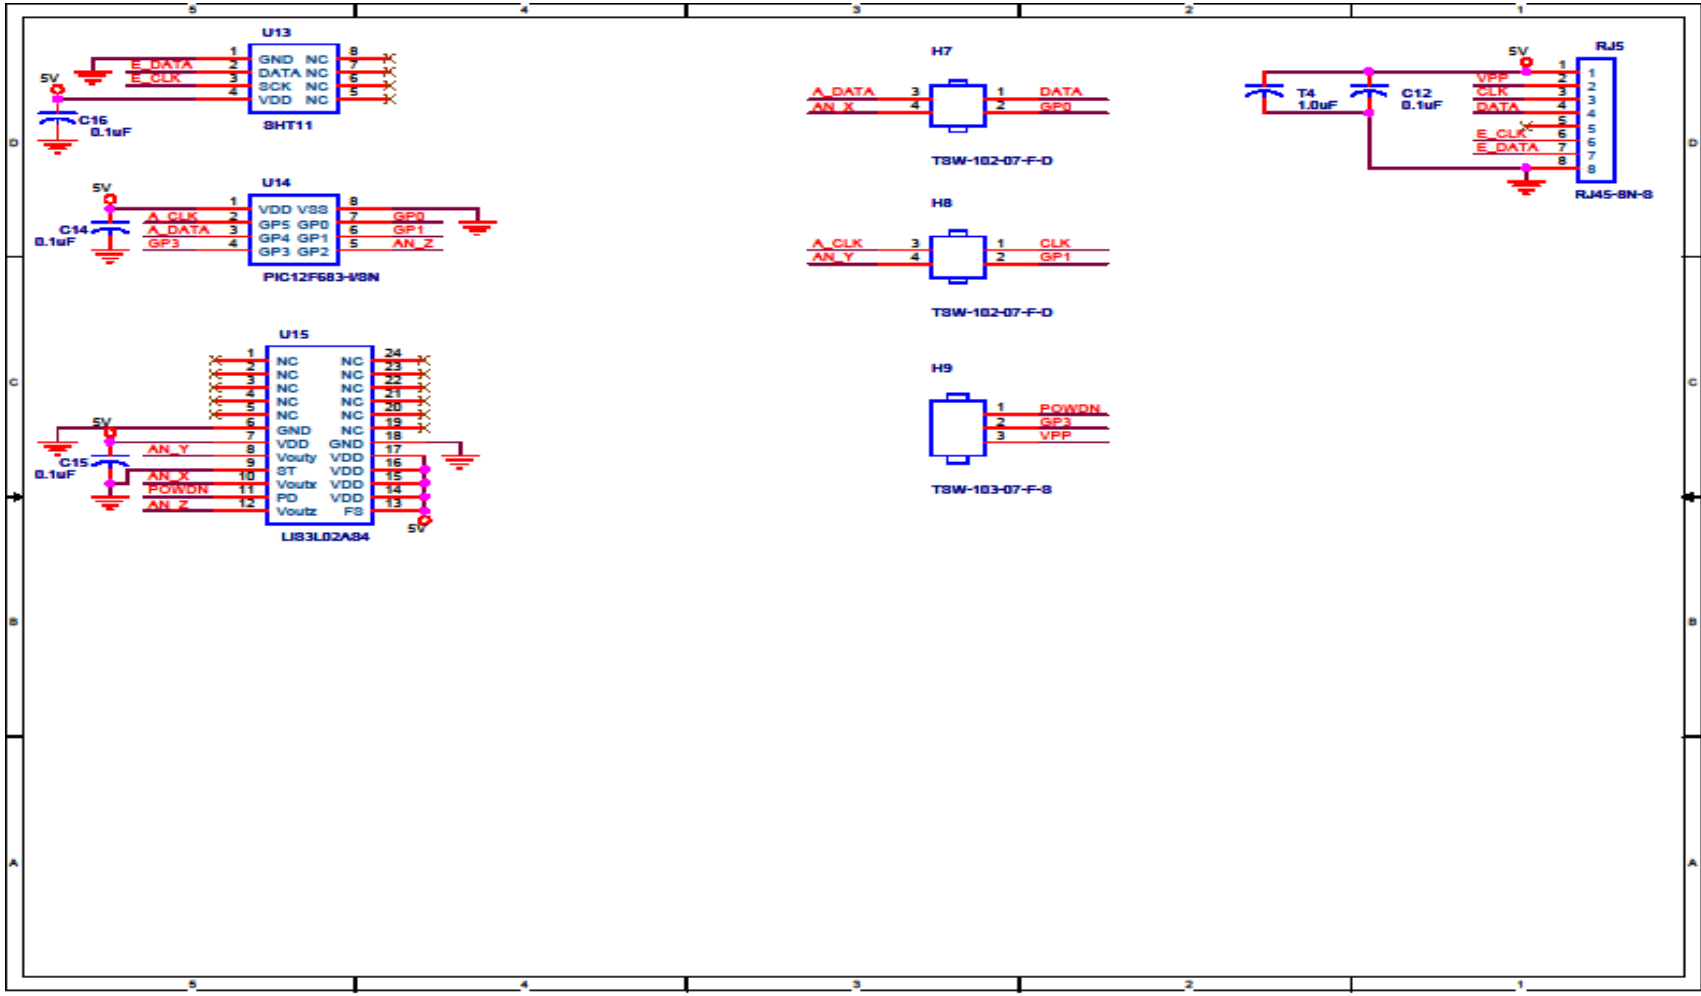 5 4 3 2 1
D
C
B
A
U13
1 GND NC 8
E_DATA 2 DATA NC 7
E_CLK 3 SCK NC 6
4 VDD NC 5
5V
C16
0.1uF
SHT11
U14
5V
1 VDD VSS 8
A_CLK 2 GP5 GP0 7 GP0
A_DATA 3 GP4 GP1 6 GP1
GP3 4 GP3 GP2 5 AN_Z
C14
0.1uF
PIC12F683-I/SN
U15
1 NC NC 24
2 NC NC 23
3 NC NC 22
4 NC NC 21
5 NC NC 20
6 GND NC 19
7 VDD GND 18
AN_Y 8 Vouty VDD 17
9 ST VDD 16
AN_X 10 Voutx VDD 15
POWDN 11 PD VDD 14
AN_Z 12 Voutz FS 13
5V
C15
0.1uF
5V
LIS3L02AS4
H7
A_DATA 3 1 DATA
AN_X 4 2 GP0
TSW-102-07-F-D
H8
A_CLK 3 1 CLK
AN_Y 4 2 GP1
TSW-102-07-F-D
H9
1 POWDN
2 GP3
3 VPP
TSW-103-07-F-S
5V
RJ5
T4
1.0uF
C12
0.1uF
1 1
VPP 2 2
CLK 3 3
DATA 4 4
5 5
E_CLK 6 6
E_DATA 7 7
8 8
RJ45-8N-S
D
C
B
A
5 4 3 2 1